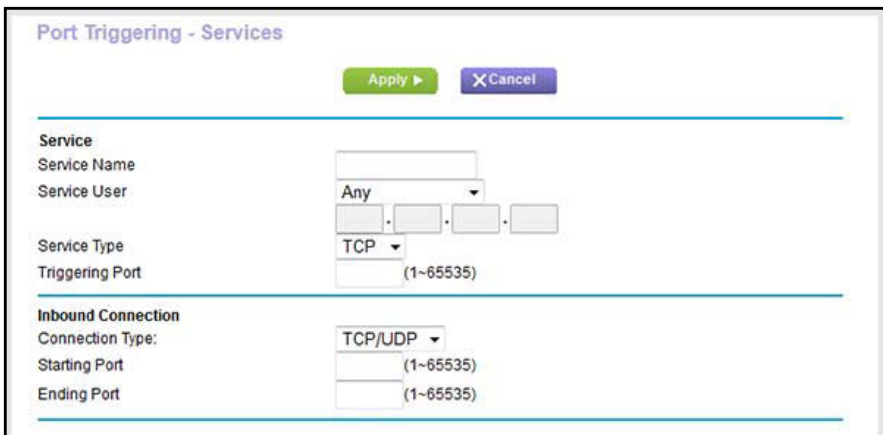 Port Triggering - Services
Apply ▶ X Cancel
Service
Service Name
Service User Any
. . .
Service Type TCP
Triggering Port (1~65535)
Inbound Connection
Connection Type: TCP/UDP
Starting Port (1~65535)
Ending Port (1~65535)